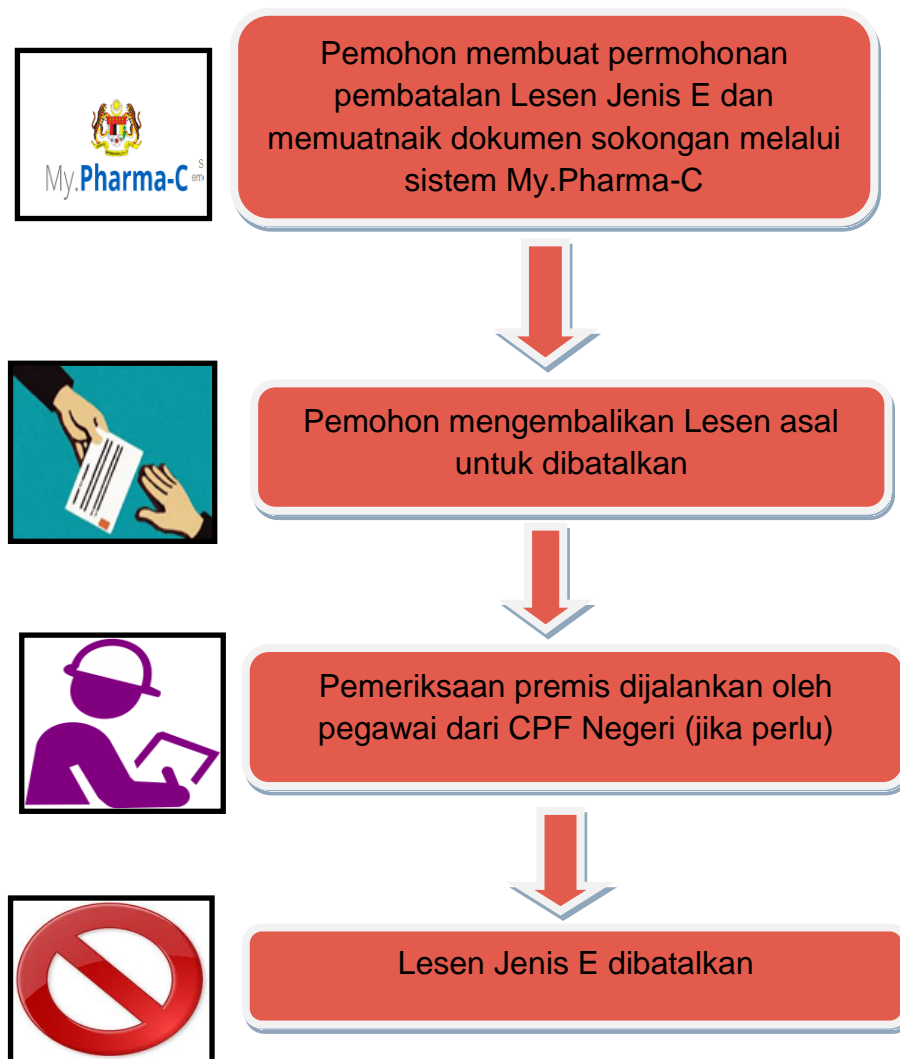 Pemohon membuat permohonan
pembatalan Lesen Jenis E dan
memuatnaik dokumen sokongan melalui
sistem My.Pharma-C
My.Pharma-C
Pemohon mengembalikan Lesen asal
untuk dibatalkan
Pemeriksaan premis dijalankan oleh
pegawai dari CPF Negeri (jika perlu)
Lesen Jenis E dibatalkan